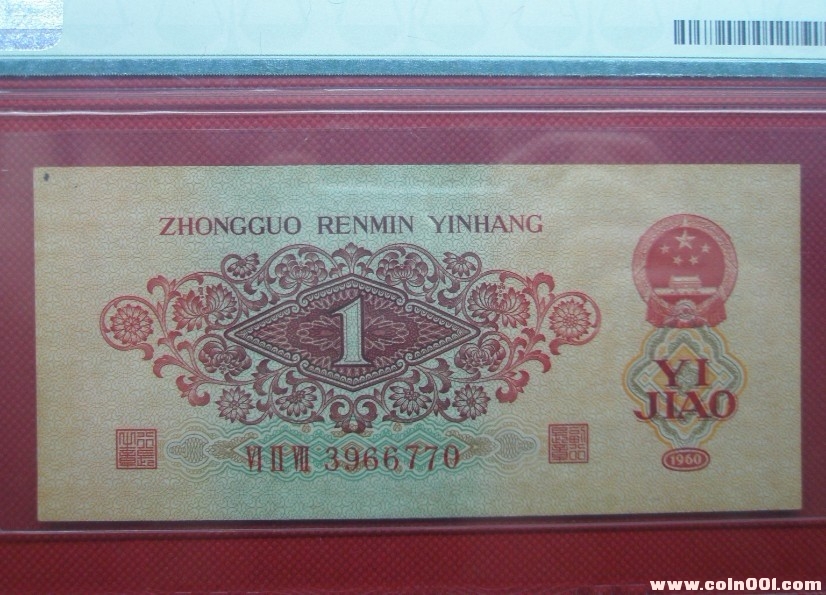 ZHONGGUO RENMIN YINHANG
1
YI
JIAO
VI II VII 3966770
1960
www.coin001.com